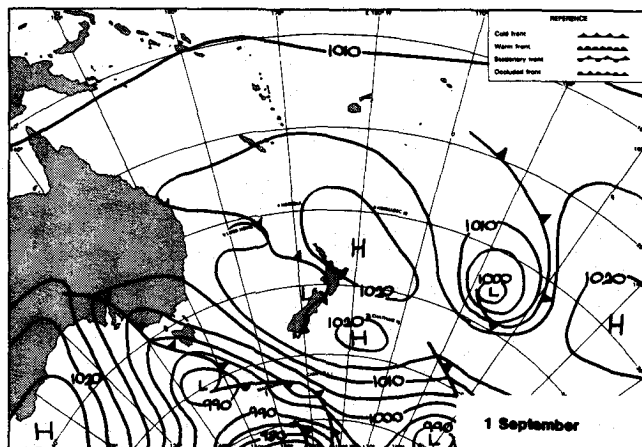 REFERENCE
Cold front
Warm front
Stationary front
Occluded front
1010
1010
1000
L
H
1020
1020
H
L
1020
H
1020
H
1010
1000
L
990
990
990
L
1 September